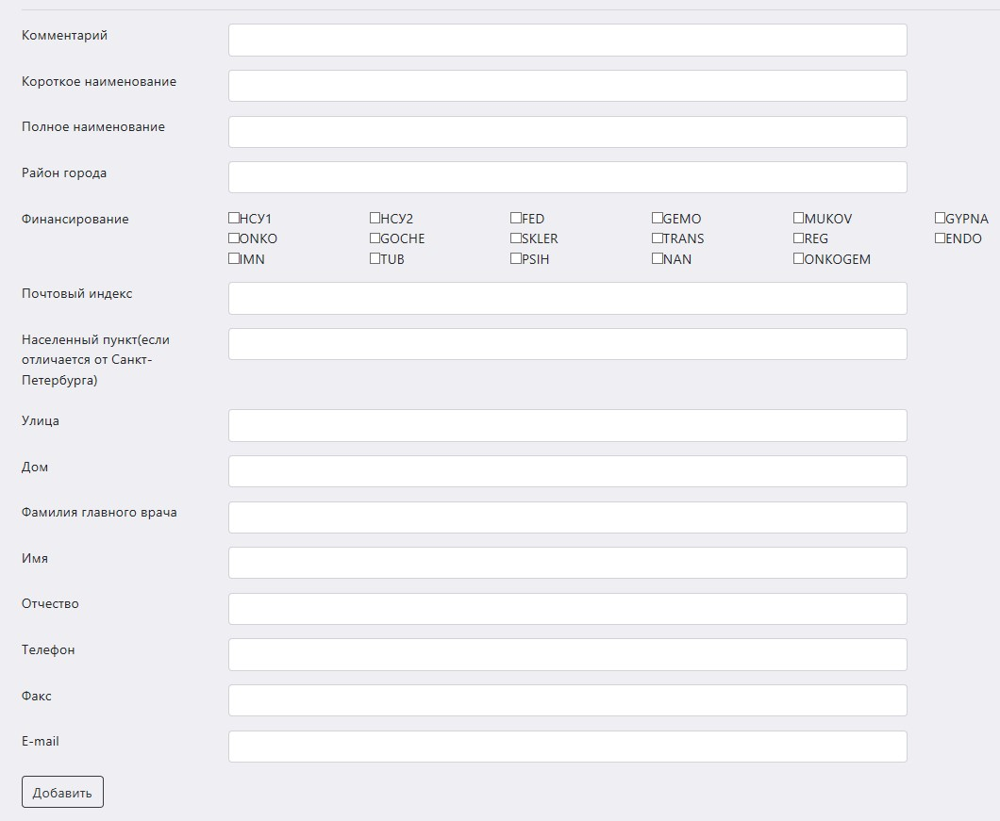 Комментарий
Короткое наименование
Полное наименование
Район города
Финансирование НСУ1 НСУ2 FED GEMO MUKOV GYPNA
ONKO GOCHE SKLER TRANS REG ENDO
IMN TUB PSIH NAN ONKOGEM
Почтовый индекс
Населенный пункт(если
отличается от Санкт-
Петербурга)
Улица
Дом
Фамилия главного врача
Имя
Отчество
Телефон
Факс
E-mail
Добавить